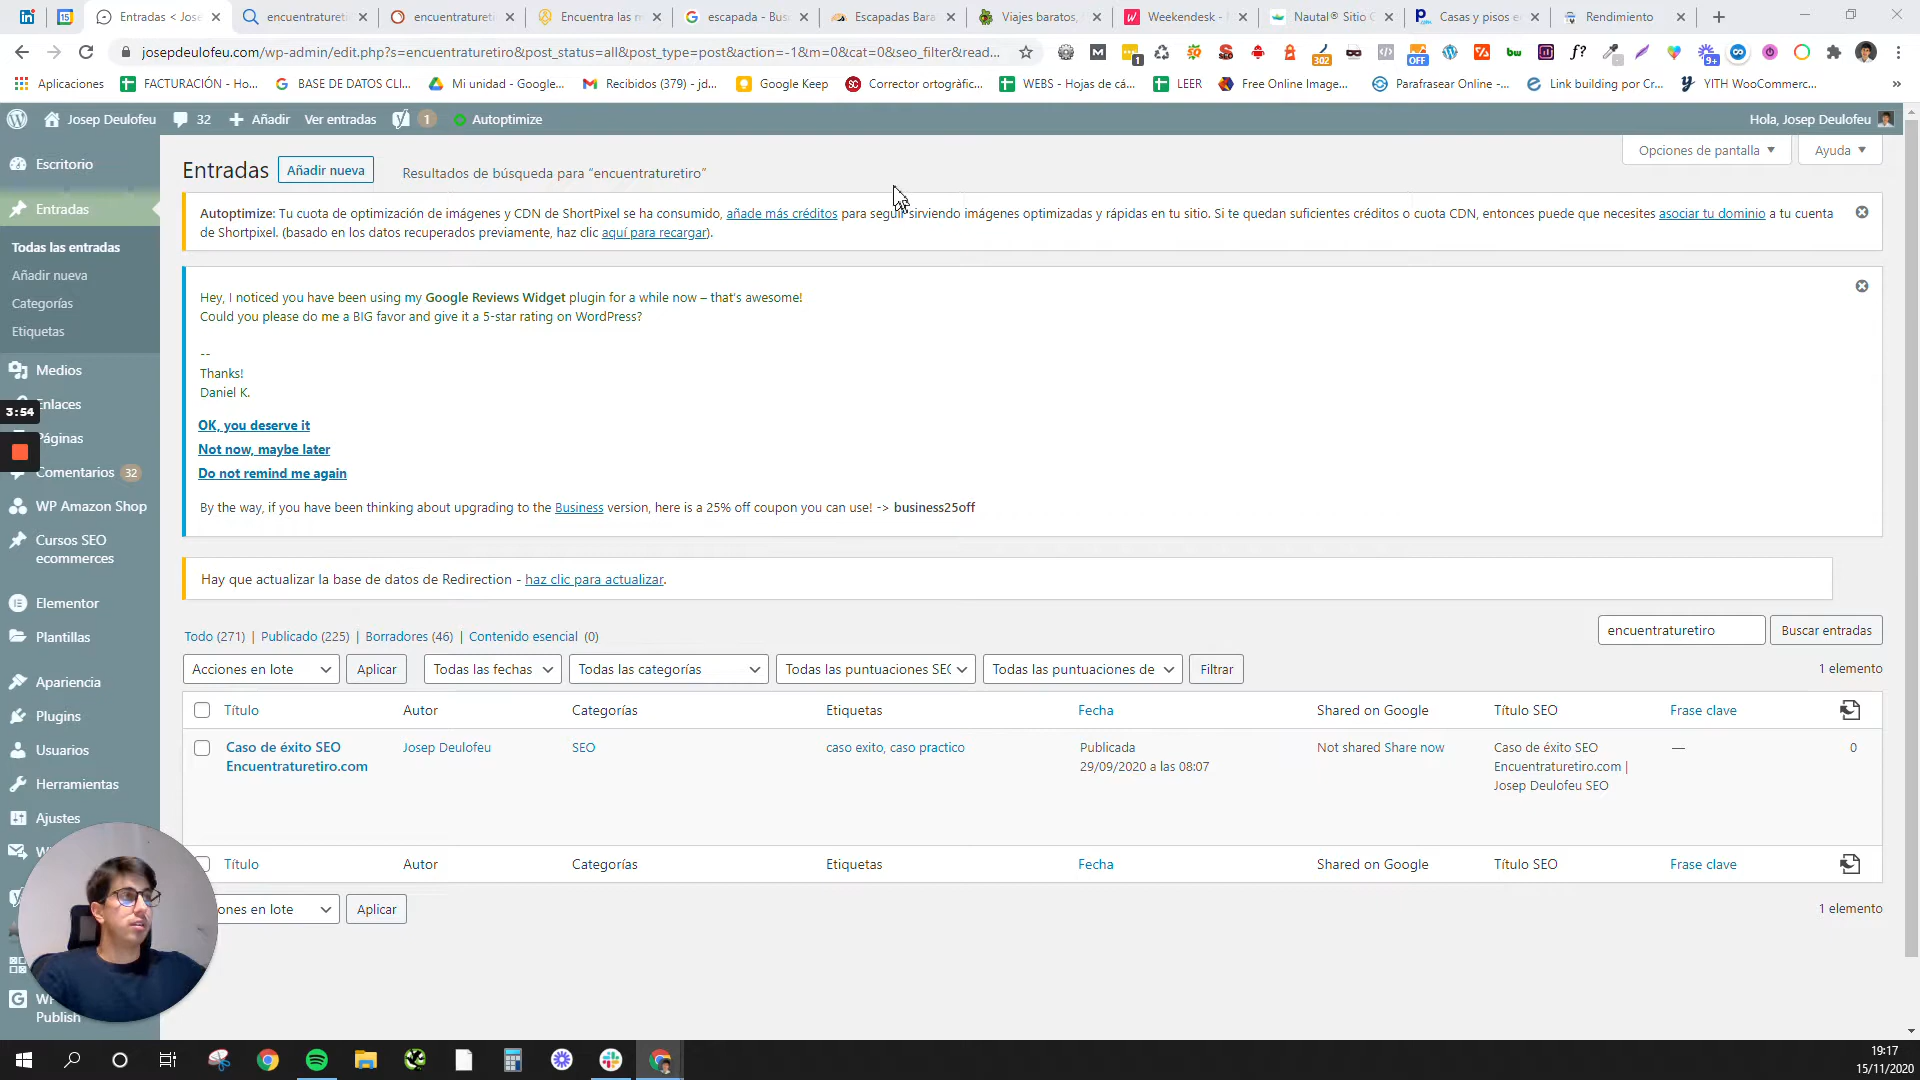 Entradas < Jose
encuentraturetir
encuentraturetir
Encuentra las m
escapada - Bus
Escapadas Bara
Viajes baratos,
Weekendesk -
Nautal® Sitio
Casas y pisos e
Rendimiento
josepdeulofeu.com/wp-admin/edit.php?s=encuentraturetiro&post_status=all&post_type=post&action=-1&m=0&cat=0&seo_filter&read...
Aplicaciones
FACTURACIÓN - Ho...
BASE DE DATOS CLI...
Mi unidad - Google...
Recibidos (379) - jd...
Google Keep
Corrector ortográfic...
WEBS - Hojas de cá...
LEER
Free Online Image...
Parafrasear Online -...
Link building por Cr...
YITH WooCommerc...
Josep Deulofeu
32
Añadir
Ver entradas
1
Autoptimize
Hola, Josep Deulofeu
Escritorio
Entradas
Todas las entradas
Añadir nueva
Categorías
Etiquetas
Medios
Enlaces
3:54
Páginas
Comentarios 32
WP Amazon Shop
Cursos SEO
ecommerces
Elementor
Plantillas
Apariencia
Plugins
Usuarios
Herramientas
Ajustes
Publish
Entradas
Añadir nueva
Resultados de búsqueda para “encuentraturetiro”
Opciones de pantalla
Ayuda
Autoptimize: Tu cuota de optimización de imágenes y CDN de ShortPixel se ha consumido, añade más créditos para seguir sirviendo imágenes optimizadas y rápidas en tu sitio. Si te quedan suficientes créditos o cuota CDN, entonces puede que necesites asociar tu dominio a tu cuenta
de Shortpixel. (basado en los datos recuperados previamente, haz clic aquí para recargar).
Hey, I noticed you have been using my Google Reviews Widget plugin for a while now – that's awesome!
Could you please do me a BIG favor and give it a 5-star rating on WordPress?
--
Thanks!
Daniel K.
OK, you deserve it
Not now, maybe later
Do not remind me again
By the way, if you have been thinking about upgrading to the Business version, here is a 25% off coupon you can use! -> business25off
Hay que actualizar la base de datos de Redirection - haz clic para actualizar.
Todo (271) | Publicado (225) | Borradores (46) | Contenido esencial (0)
encuentraturetiro
Buscar entradas
Acciones en lote
Aplicar
Todas las fechas
Todas las categorías
Todas las puntuaciones SEC
Todas las puntuaciones de
Filtrar
1 elemento
Título
Autor
Categorías
Etiquetas
Fecha
Shared on Google
Título SEO
Frase clave
Caso de éxito SEO
Encuentraturetiro.com
Josep Deulofeu
SEO
caso exito, caso practico
Publicada
29/09/2020 a las 08:07
Not shared Share now
Caso de éxito SEO
Encuentraturetiro.com |
Josep Deulofeu SEO
—
0
Título
Autor
Categorías
Etiquetas
Fecha
Shared on Google
Título SEO
Frase clave
ones en lote
Aplicar
1 elemento
19:17
15/11/2020